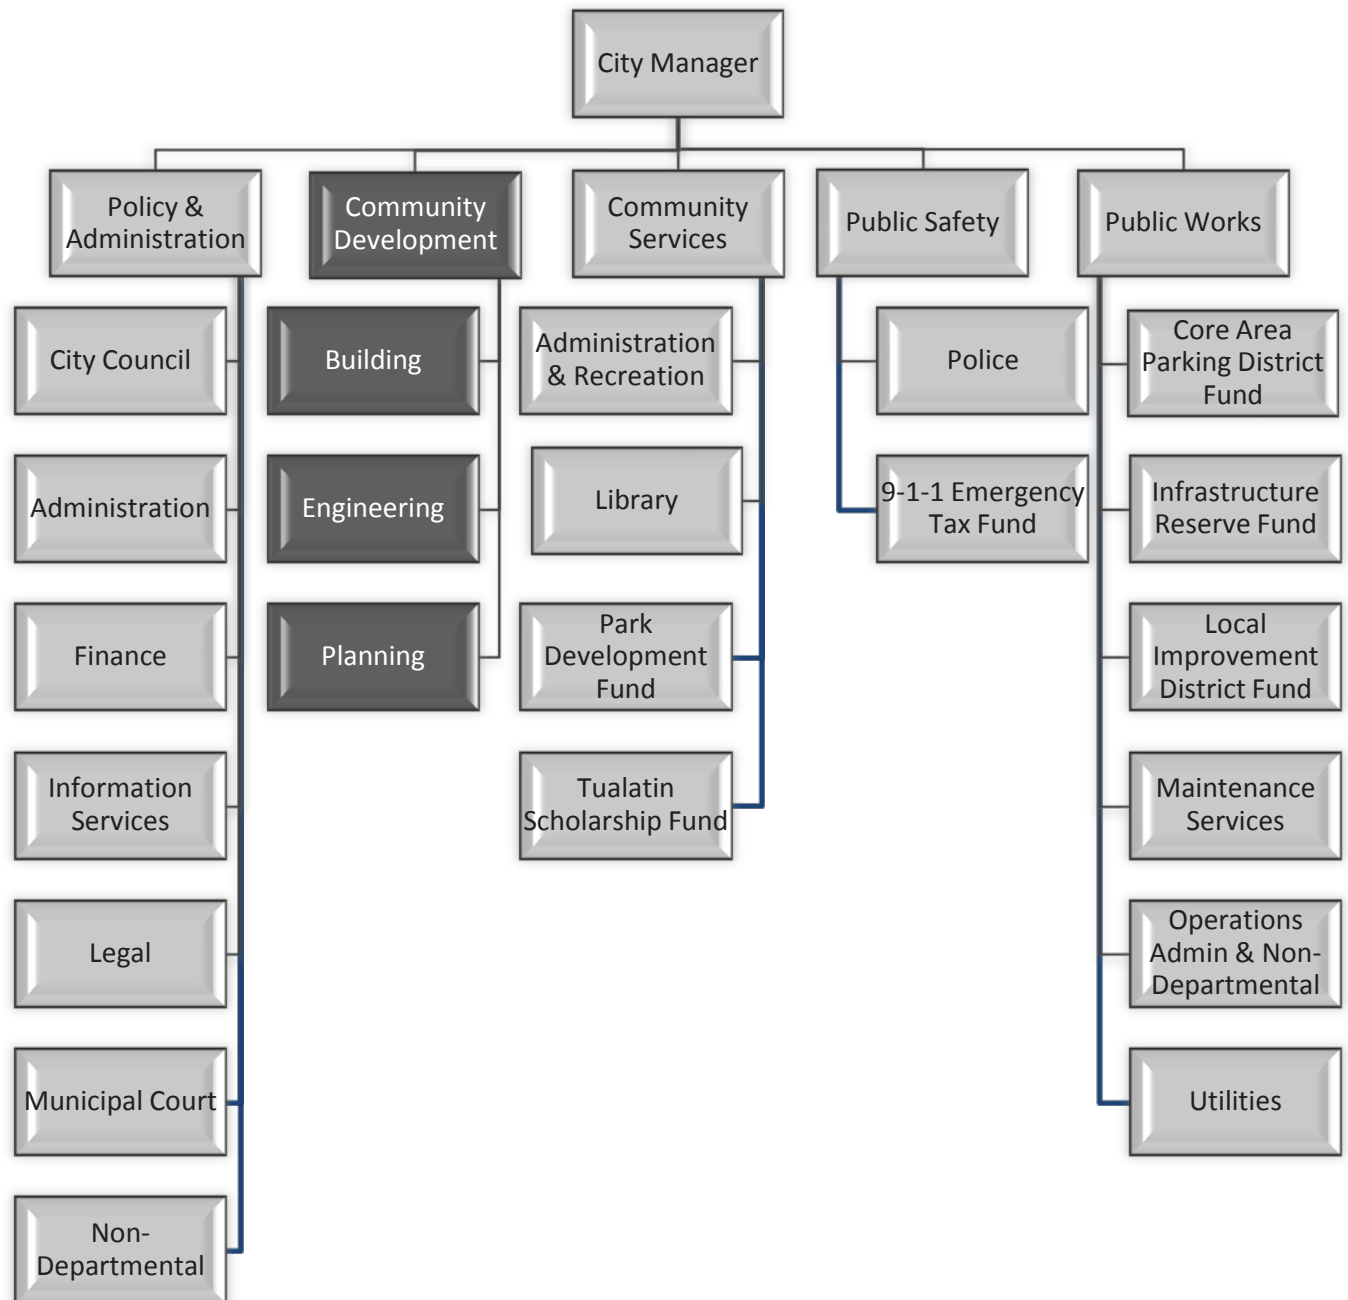 City Manager
Policy &
Administration
Community
Development
Community
Services
Public Safety
Public Works
City Council
Administration
Finance
Information
Services
Legal
Municipal Court
Non-
Departmental
Building
Engineering
Planning
Administration
& Recreation
Library
Park
Development
Fund
Tualatin
Scholarship Fund
Police
9-1-1 Emergency
Tax Fund
Core Area
Parking District
Fund
Infrastructure
Reserve Fund
Local
Improvement
District Fund
Maintenance
Services
Operations
Admin & Non-
Departmental
Utilities